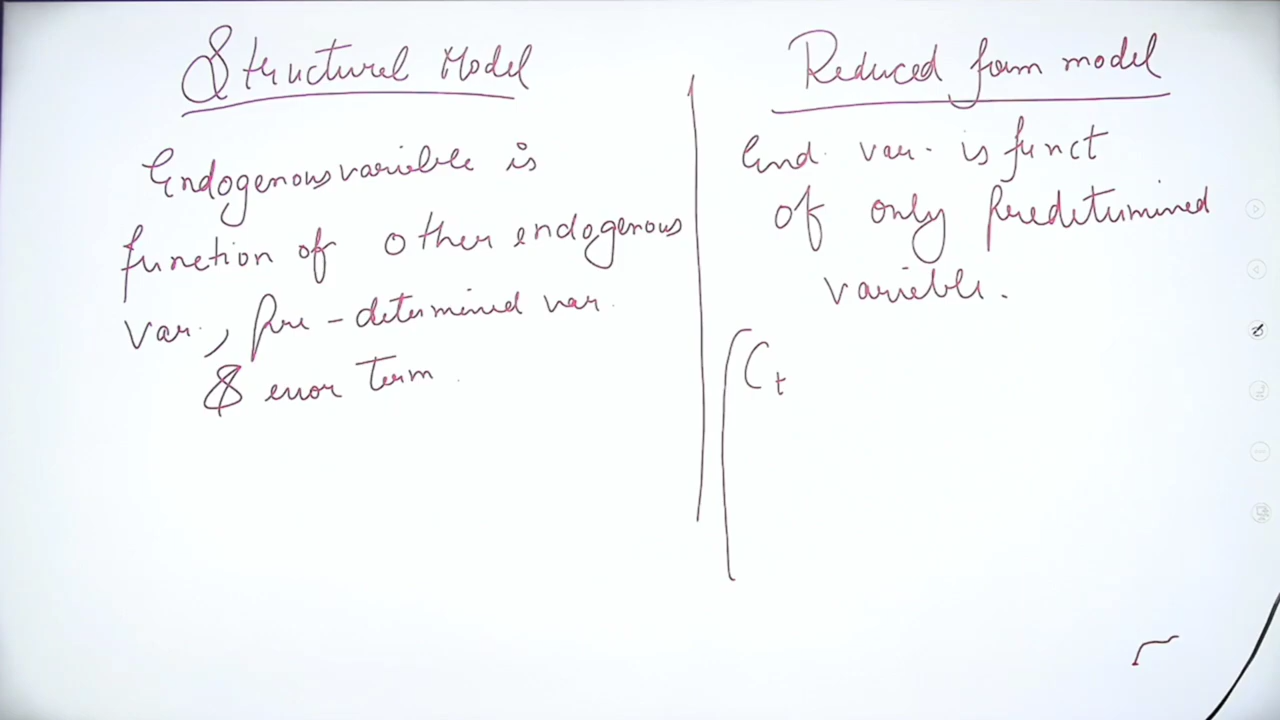 Structural Model
Endogenous variable is
function of other endogenous
var., Pre-determined var.
& error term.
Reduced form model
End. var. is funct
of only Predetermined
variable.
Ct